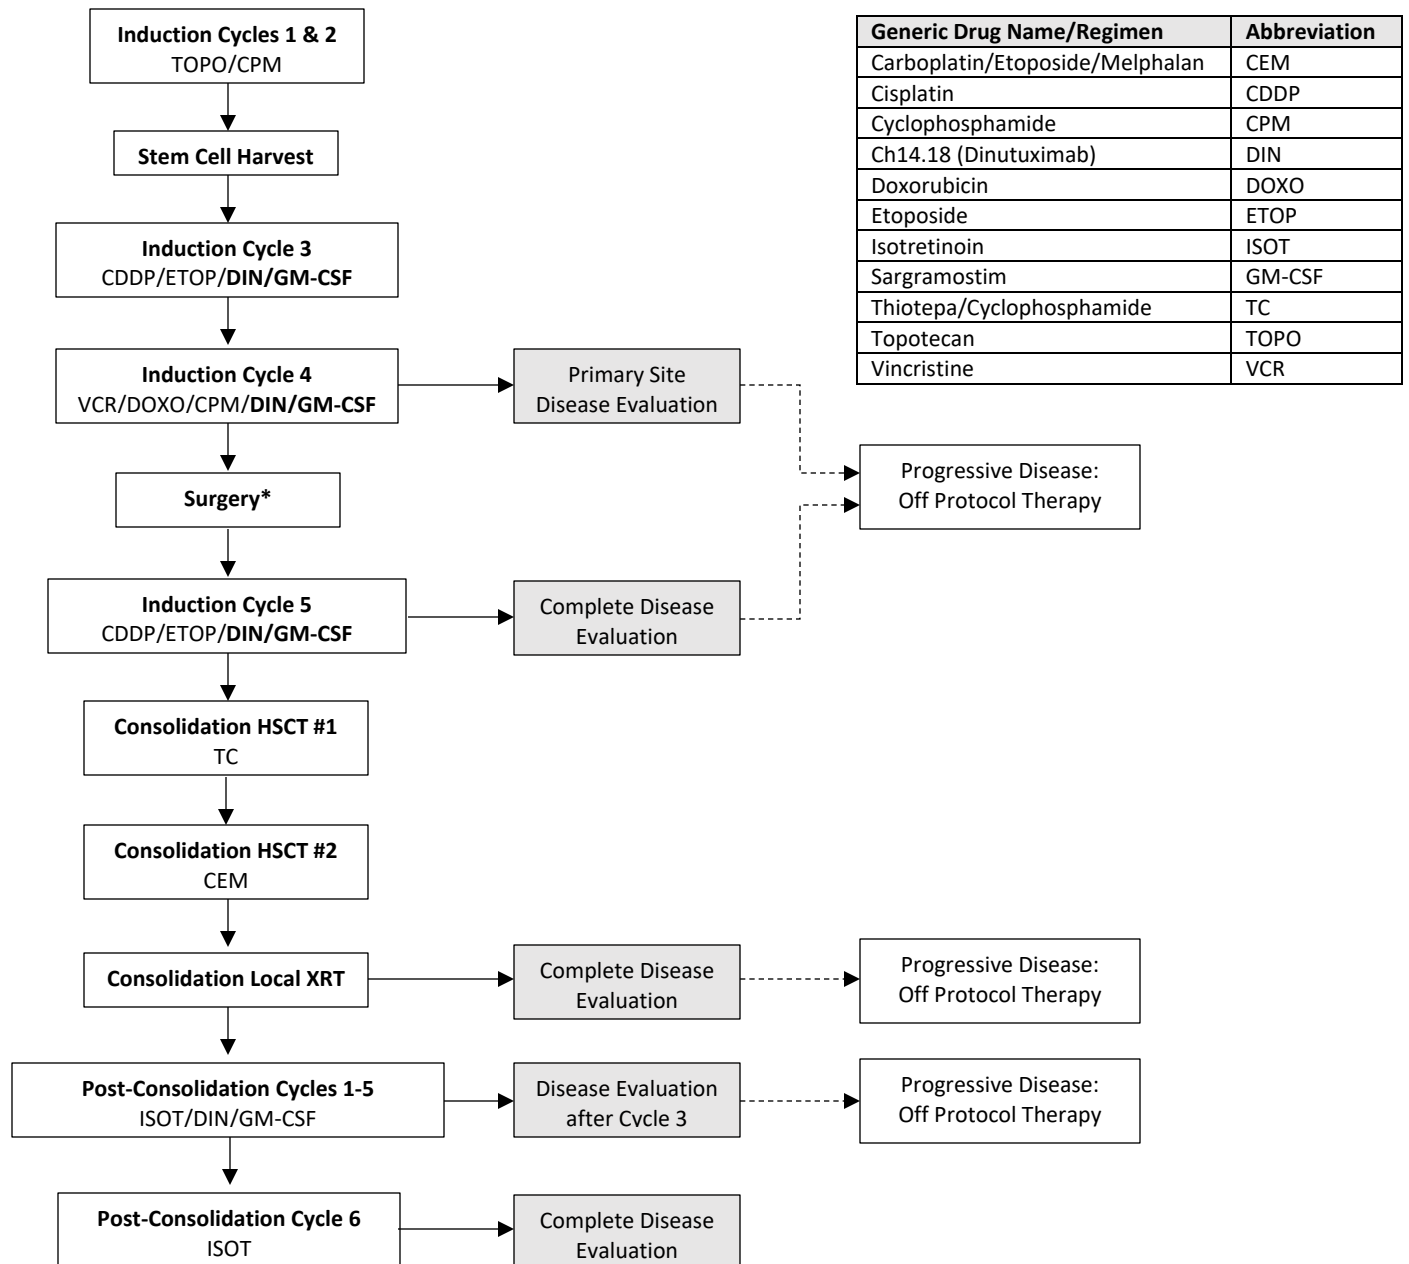 Induction Cycles 1 & 2
TOPO/CPM
Stem Cell Harvest
Induction Cycle 3
CDDP/ETOP/DIN/GM-CSF
Induction Cycle 4
VCR/DOXO/CPM/DIN/GM-CSF
Primary Site
Disease Evaluation
Progressive Disease:
Off Protocol Therapy
Surgery*
Induction Cycle 5
CDDP/ETOP/DIN/GM-CSF
Complete Disease
Evaluation
Consolidation HSCT #1
TC
Consolidation HSCT #2
CEM
Consolidation Local XRT
Complete Disease
Evaluation
Progressive Disease:
Off Protocol Therapy
Post-Consolidation Cycles 1-5
ISOT/DIN/GM-CSF
Disease Evaluation
after Cycle 3
Progressive Disease:
Off Protocol Therapy
Post-Consolidation Cycle 6
ISOT
Complete Disease
Evaluation
Generic Drug Name/Regimen Abbreviation
Carboplatin/Etoposide/Melphalan CEM
Cisplatin CDDP
Cyclophosphamide CPM
Ch14.18 (Dinutuximab) DIN
Doxorubicin DOXO
Etoposide ETOP
Isotretinoin ISOT
Sargramostim GM-CSF
Thiotepa/Cyclophosphamide TC
Topotecan TOPO
Vincristine VCR